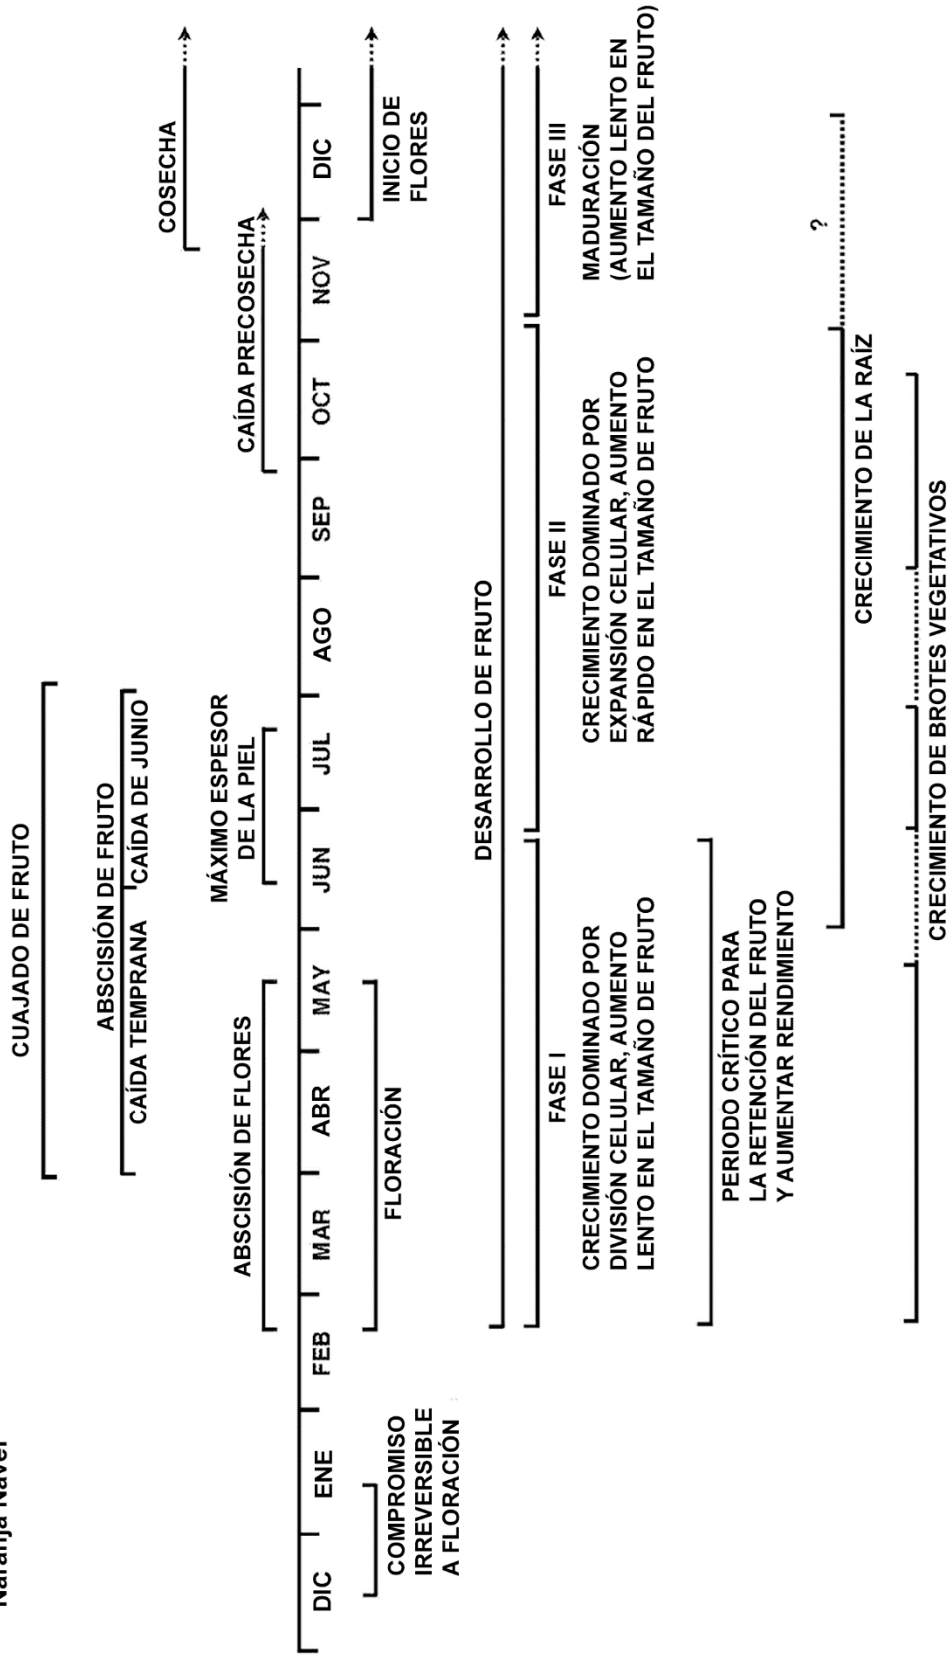 Naranja Navel
CUAJADO DE FRUTO
ABSCISIÓN DE FRUTO
CAÍDA TEMPRANA
CAÍDA DE JUNIO
COSECHA
MÁXIMO ESPESOR
DE LA PIEL
ABSCISIÓN DE FLORES
CAÍDA PRECOSECHA
DIC
ENE
FEB
MAR
ABR
MAY
JUN
JUL
AGO
SEP
OCT
NOV
DIC
COMPROMISO
IRREVERSIBLE
A FLORACIÓN
FLORACIÓN
INICIO DE
FLORES
DESARROLLO DE FRUTO
FASE I
CRECIMIENTO DOMINADO POR
DIVISIÓN CELULAR, AUMENTO
LENTO EN EL TAMAÑO DE FRUTO
FASE II
CRECIMIENTO DOMINADO POR
EXPANSIÓN CELULAR, AUMENTO
RÁPIDO EN EL TAMAÑO DE FRUTO
FASE III
MADURACIÓN
(AUMENTO LENTO EN
EL TAMAÑO DEL FRUTO)
PERIODO CRÍTICO PARA
LA RETENCIÓN DEL FRUTO
Y AUMENTAR RENDIMIENTO
?
CRECIMIENTO DE LA RAÍZ
CRECIMIENTO DE BROTES VEGETATIVOS